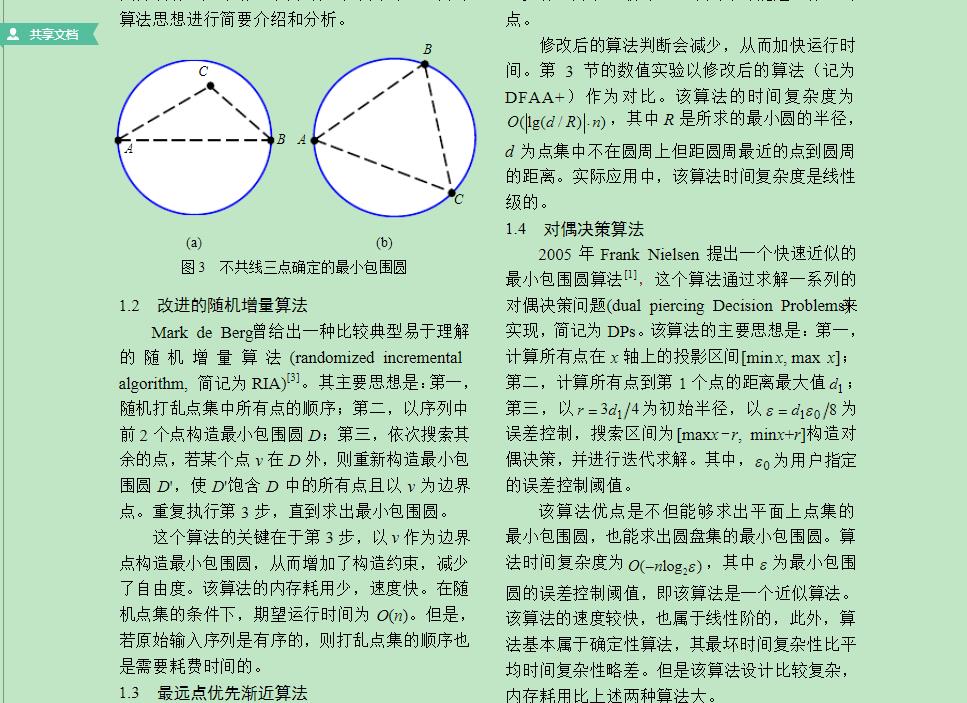 共享文档
算法思想进行简要介绍和分析。
C
A
B
(a)
B
A
C
(b)
图3 不共线三点确定的最小包围圆
1.2 改进的随机增量算法
Mark de Berg曾给出一种比较典型易于理解
的随机增量算法(randomized incremental
algorithm, 简记为 RIA)[3]。其主要思想是:第一,
随机打乱点集中所有点的顺序;第二,以序列中
前2个点构造最小包围圆D;第三,依次搜索其
余的点,若某个点v在D外,则重新构造最小包
围圆D',使D'饱含D中的所有点且以v为边界
点。重复执行第3步,直到求出最小包围圆。
这个算法的关键在于第3步,以v作为边界
点构造最小包围圆,从而增加了构造约束,减少
了自由度。该算法的内存耗用少,速度快。在随
机点集的条件下,期望运行时间为 O(n)。但是,
若原始输入序列是有序的,则打乱点集的顺序也
是需要耗费时间的。
1.3 最远点优先渐近算法
点。
修改后的算法判断会减少,从而加快运行时
间。第 3 节的数值实验以修改后的算法(记为
DFAA+)作为对比。该算法的时间复杂度为
O(|lg(d/R)|·n),其中R是所求的最小圆的半径,
d 为点集中不在圆周上但距圆周最近的点到圆周
的距离。实际应用中,该算法时间复杂度是线性
级的。
1.4 对偶决策算法
2005 年 Frank Nielsen 提出一个快速近似的
最小包围圆算法[1],这个算法通过求解一系列的
对偶决策问题(dual piercing Decision Problems来
实现,简记为 DPs。该算法的主要思想是:第一,
计算所有点在 x 轴上的投影区间[min x, max x];
第二,计算所有点到第1个点的距离最大值d₁;
第三,以r=3d₁/4为初始半径,以ε=d₁ε₀/8为
误差控制,搜索区间为[maxx−r, minx+r]构造对
偶决策,并进行迭代求解。其中,ε₀为用户指定
的误差控制阈值。
该算法优点是不但能够求出平面上点集的
最小包围圆,也能求出圆盘集的最小包围圆。算
法时间复杂度为O(−nlog₂ε),其中ε为最小包围
圆的误差控制阈值,即该算法是一个近似算法。
该算法的速度较快,也属于线性阶的,此外,算
法基本属于确定性算法,其最坏时间复杂性比平
均时间复杂性略差。但是该算法设计比较复杂,
内存耗用比上述两种算法大。